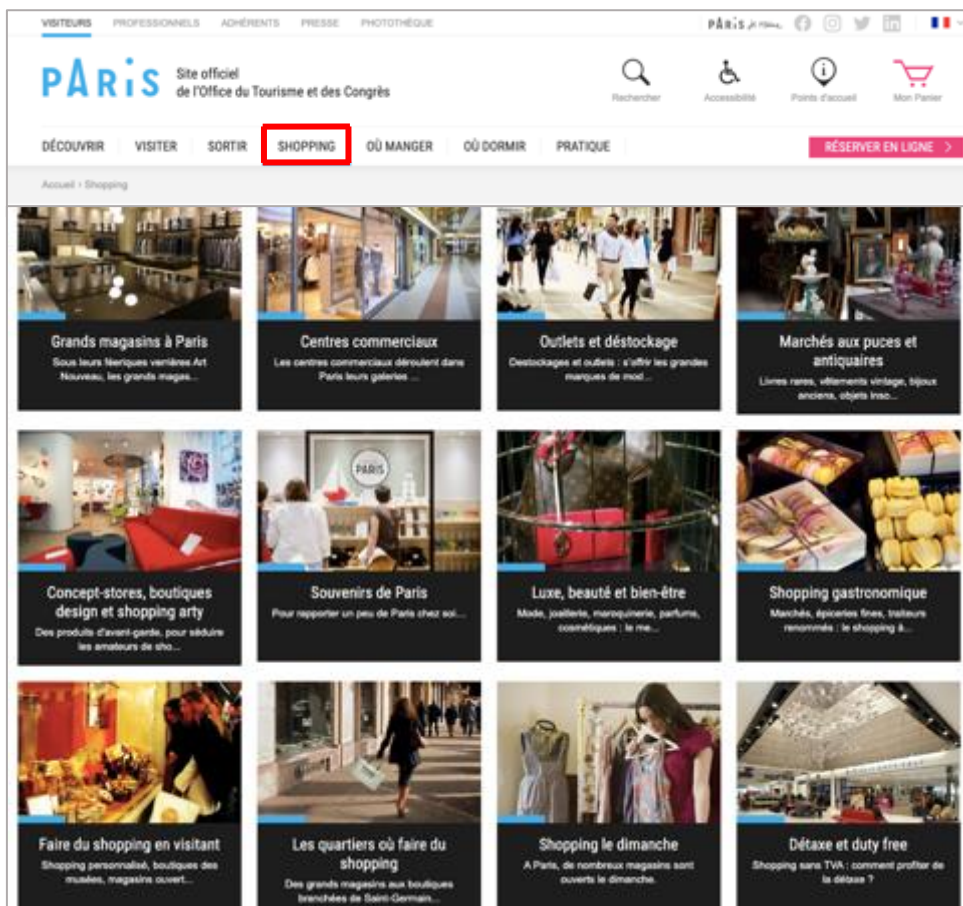 VISITEURS PROFESSIONNELS ADHÉRENTS PRESSE PHOTOTHÈQUE
PARiS je t'aime
PARiS
Site officiel
de l'Office du Tourisme et des Congrès
Rechercher Accessibilité Points d'accueil Mon Panier
DÉCOUVRIR VISITER SORTIR SHOPPING OÙ MANGER OÙ DORMIR PRATIQUE RÉSERVER EN LIGNE >
Accueil › Shopping
Grands magasins à Paris
Sous leurs féeriques verrières Art
Nouveau, les grands magas...
Centres commerciaux
Les centres commerciaux déroulent dans
Paris leurs galeries ...
Outlets et déstockage
Destockages et outlets : s'offrir les grandes
marques de mod...
Marchés aux puces et
antiquaires
Livres rares, vêtements vintage, bijoux
anciens, objets inso...
PARIS
Concept-stores, boutiques
design et shopping arty
Des produits d'avant-garde, pour séduire
les amateurs de sho...
Souvenirs de Paris
Pour rapporter un peu de Paris chez soi...
Luxe, beauté et bien-être
Mode, joaillerie, maroquinerie, parfums,
cosmétiques : le me...
Shopping gastronomique
Marchés, épiceries fines, traiteurs
renommés : le shopping à...
Faire du shopping en visitant
Shopping personnalisé, boutiques des
musées, magasins ouvert...
Les quartiers où faire du
shopping
Des grands magasins aux boutiques
branchées de Saint-Germain...
Shopping le dimanche
A Paris, de nombreux magasins sont
ouverts le dimanche.
Détaxe et duty free
Shopping sans TVA : comment profiter de
la détaxe ?